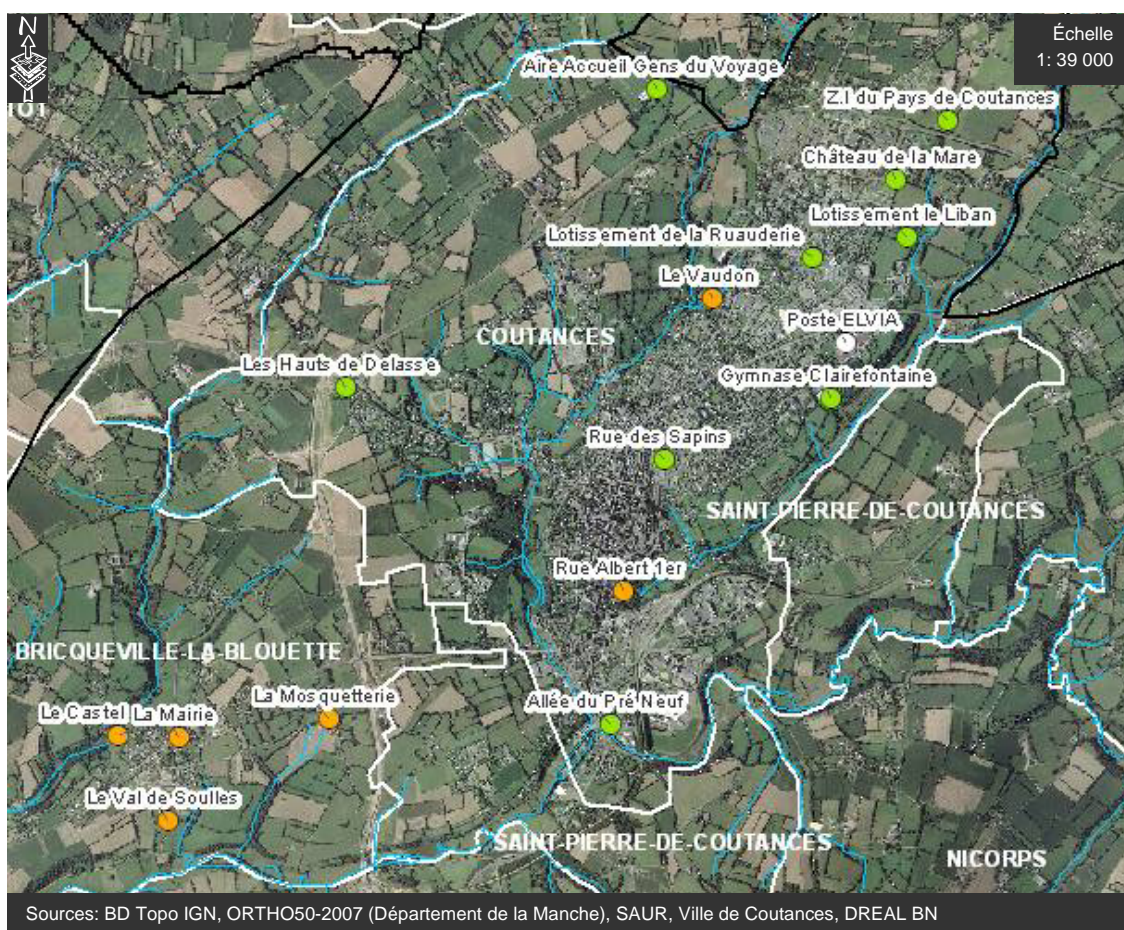 N
Échelle
1: 39 000
Aire Accueil Gens du Voyage
Z.I du Pays de Coutances
Château de la Mare
Lotissement le Liban
Lotissement de la Ruauderie
Le Vaudon
Poste ELVIA
COUTANCES
Les Hauts de Delasse
Gymnase Clairefontaine
Rue des Sapins
SAINT-PIERRE-DE-COUTANCES
Rue Albert 1er
BRICQUEVILLE-LA-BLOUETTE
La Mosquetterie
Allée du Pré Neuf
Le Castel
La Mairie
Le Val de Soulles
SAINT-PIERRE-DE-COUTANCES
NICORPS
Sources: BD Topo IGN, ORTHO50-2007 (Département de la Manche), SAUR, Ville de Coutances, DREAL BN